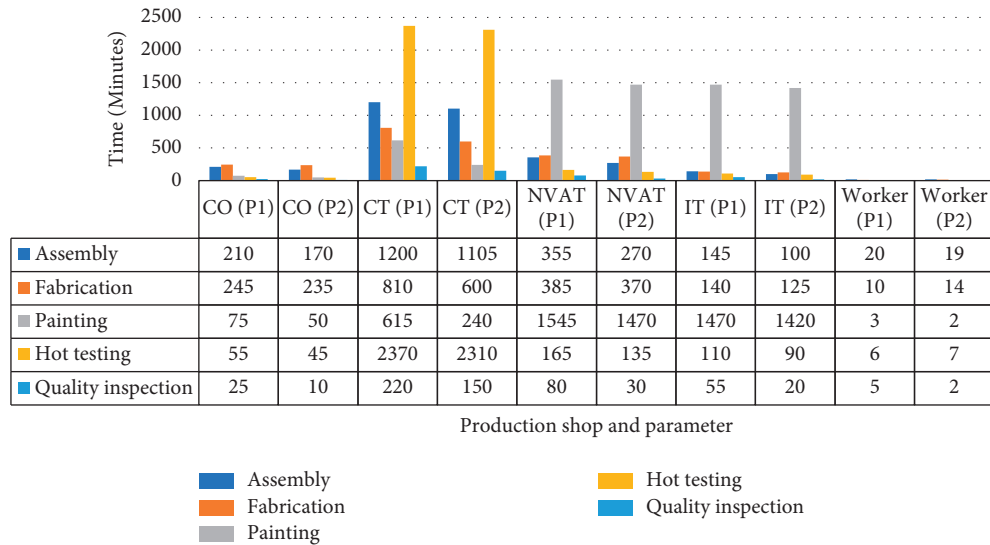 2500
2000
1500
1000
500
0
Time (Minutes)
CO (P1) CO (P2) CT (P1) CT (P2) NVAT (P1) NVAT (P2) IT (P1) IT (P2) Worker (P1) Worker (P2)
Assembly 210 170 1200 1105 355 270 145 100 20 19
Fabrication 245 235 810 600 385 370 140 125 10 14
Painting 75 50 615 240 1545 1470 1470 1420 3 2
Hot testing 55 45 2370 2310 165 135 110 90 6 7
Quality inspection 25 10 220 150 80 30 55 20 5 2
Production shop and parameter
Assembly
Fabrication
Painting
Hot testing
Quality inspection